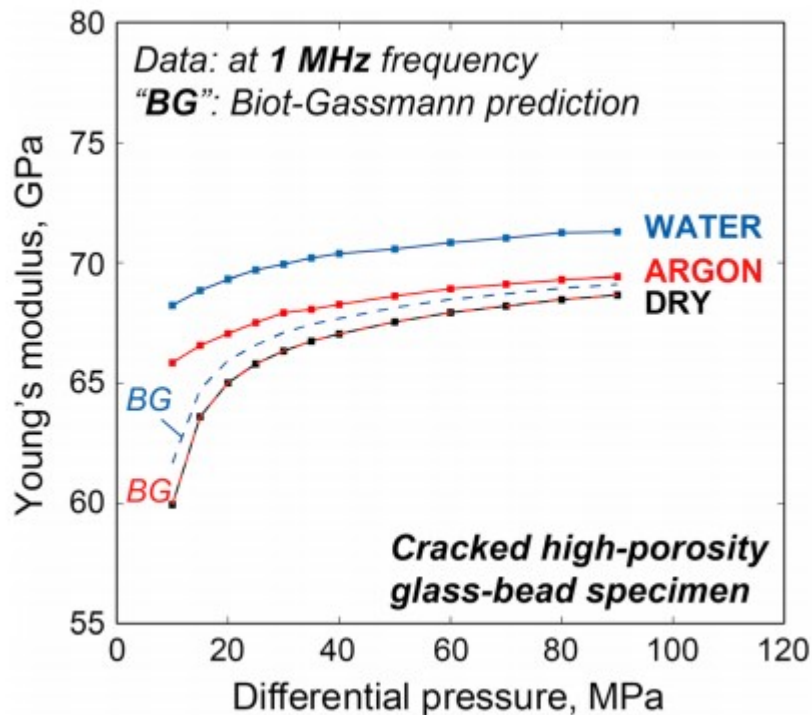 80
Data: at 1 MHz frequency
“BG”: Biot-Gassmann prediction
75
Young’s modulus, GPa
WATER
70
ARGON
DRY
65
BG
BG
60
Cracked high-porosity
glass-bead specimen
55
0 20 40 60 80 100 120
Differential pressure, MPa